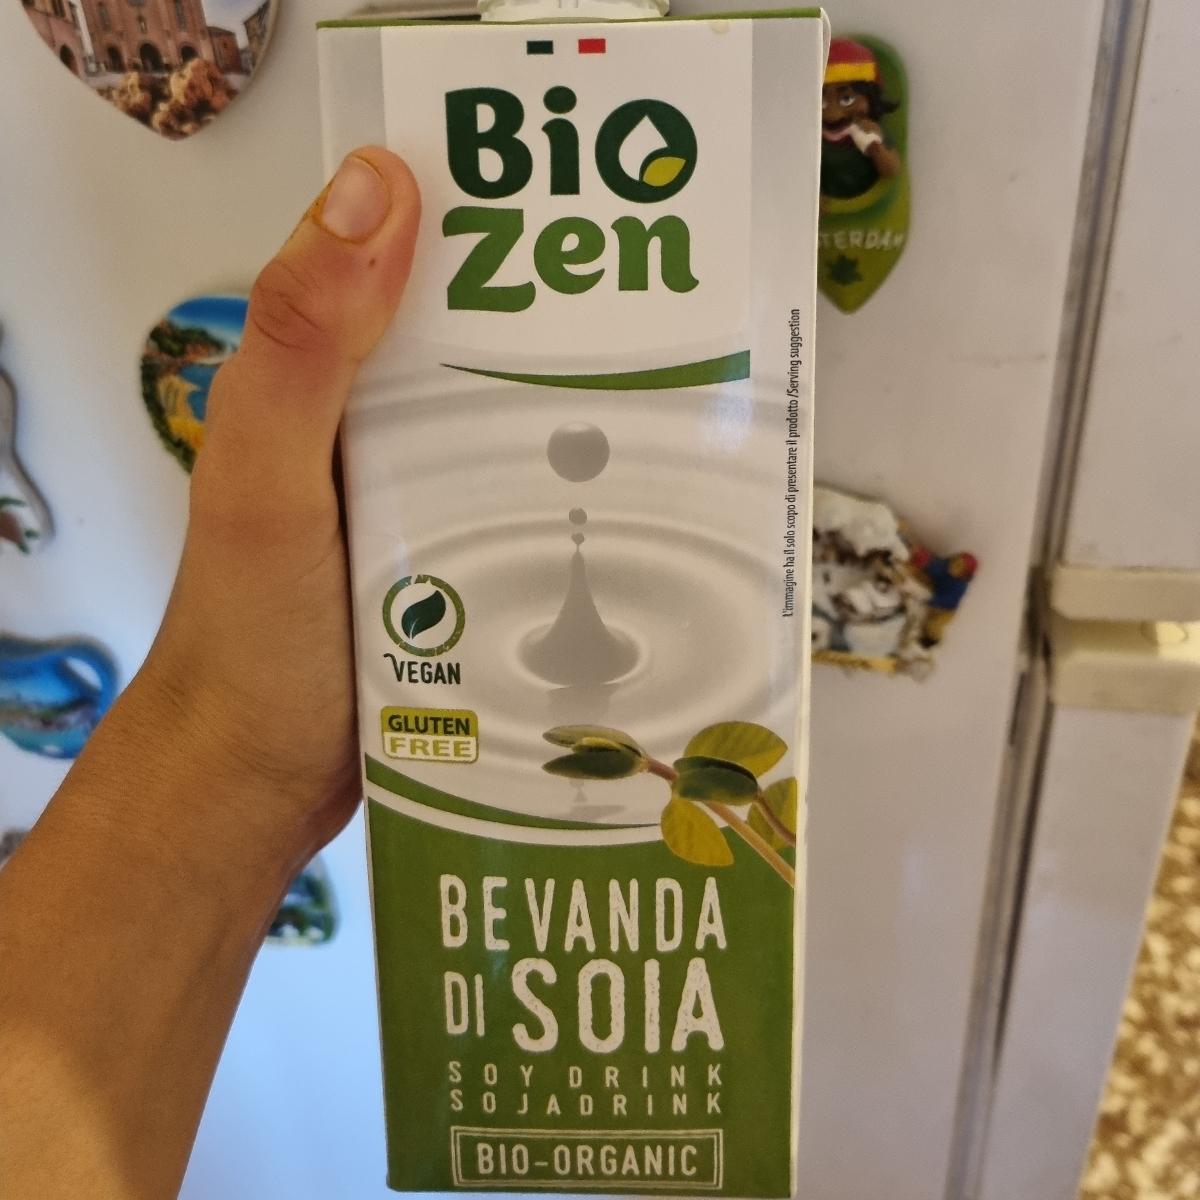 Bio
Zen
L'immagine ha il solo scopo di presentare il prodotto /Serving suggestion
VEGAN
GLUTEN
FREE
BEVANDA
DI SOIA
SOY DRINK
SOJADRINK
BIO-ORGANIC